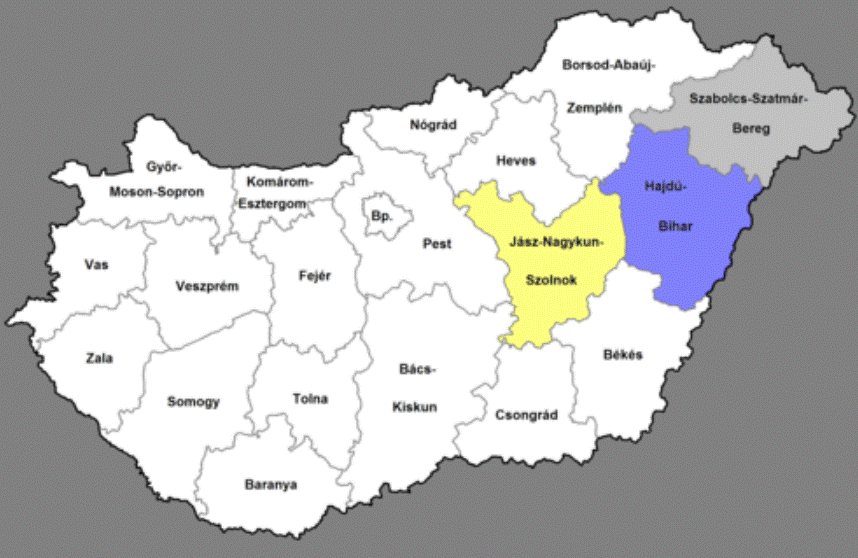 Borsod-Abaúj-
Zemplén
Szabolcs-Szatmár-
Bereg
Nógrád
Heves
Győr-
Moson-Sopron
Komárom-
Esztergom
Hajdú-
Bihar
Bp.
Pest
Jász-Nagykun-
Szolnok
Vas
Veszprém
Fejér
Zala
Somogy
Tolna
Bács-
Kiskun
Békés
Csongrád
Baranya